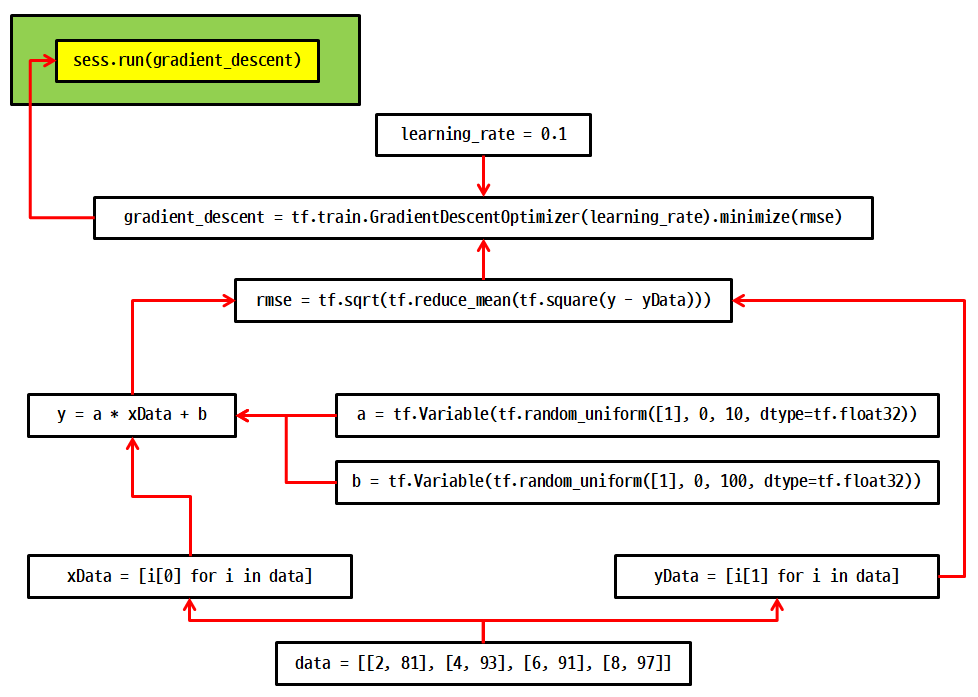 sess.run(gradient_descent)
learning_rate = 0.1
gradient_descent = tf.train.GradientDescentOptimizer(learning_rate).minimize(rmse)
rmse = tf.sqrt(tf.reduce_mean(tf.square(y - yData)))
y = a * xData + b
a = tf.Variable(tf.random_uniform([1], 0, 10, dtype=tf.float32))
b = tf.Variable(tf.random_uniform([1], 0, 100, dtype=tf.float32))
xData = [i[0] for i in data]
yData = [i[1] for i in data]
data = [[2, 81], [4, 93], [6, 91], [8, 97]]